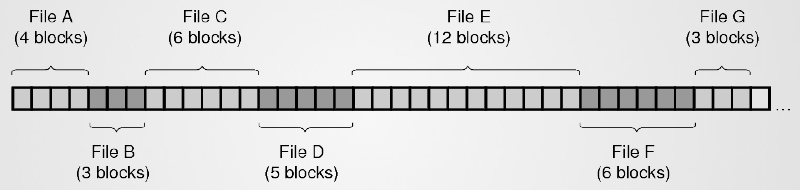 File A
(4 blocks)
File C
(6 blocks)
File E
(12 blocks)
File G
(3 blocks)
...
File B
(3 blocks)
File D
(5 blocks)
File F
(6 blocks)